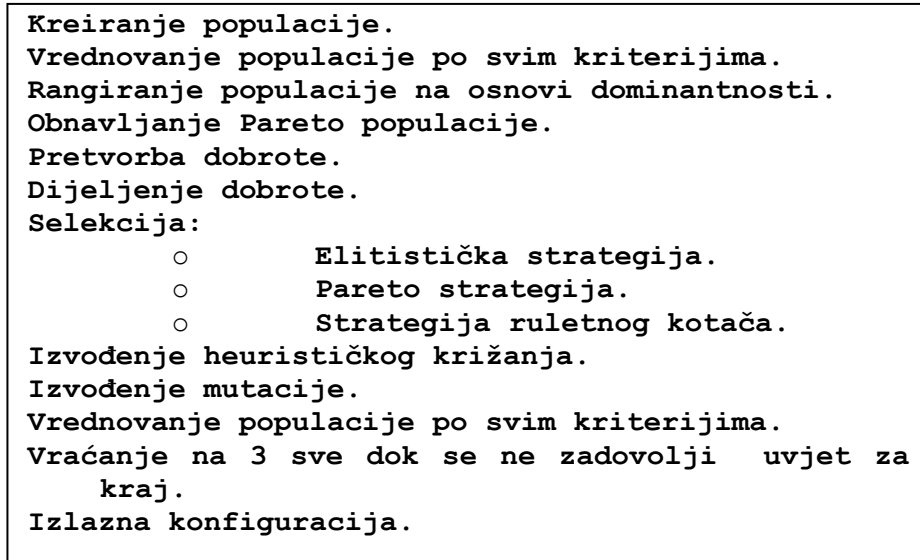 Kreiranje populacije.
Vrednovanje populacije po svim kriterijima.
Rangiranje populacije na osnovi dominantnosti.
Obnavljanje Pareto populacije.
Pretvorba dobrote.
Dijeljenje dobrote.
Selekcija:
o Elitistička strategija.
o Pareto strategija.
o Strategija ruletnog kotača.
Izvođenje heurističkog križanja.
Izvođenje mutacije.
Vrednovanje populacije po svim kriterijima.
Vraćanje na 3 sve dok se ne zadovolji uvjet za
kraj.
Izlazna konfiguracija.